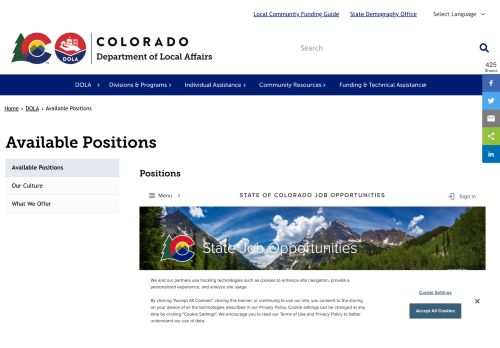 Local Community Funding Guide State Demography Office Select Language
COLORADO
Department of Local Affairs
DOLA
Search
425
Shares
DOLA Divisions & Programs Individual Assistance Community Resources Funding & Technical Assistance
Home DOLA Available Positions
Available Positions
Available Positions
Our Culture
What We Offer
Positions
Menu STATE OF COLORADO JOB OPPORTUNITIES Sign In
State Job Opportunities
We and our partners use tracking technologies such as cookies to enhance site navigation, provide a
personalized experience, and analyze site usage.
By clicking "Accept All Cookies", closing this banner, or continuing to use our site, you consent to the storing
on your device of all the technologies described in our Privacy Policy. Cookie settings can be changed at any
time by clicking "Cookie Settings". We encourage you to read our Terms of Use and Privacy Policy to better
understand our use of data.
Cookie Settings
Accept All Cookies